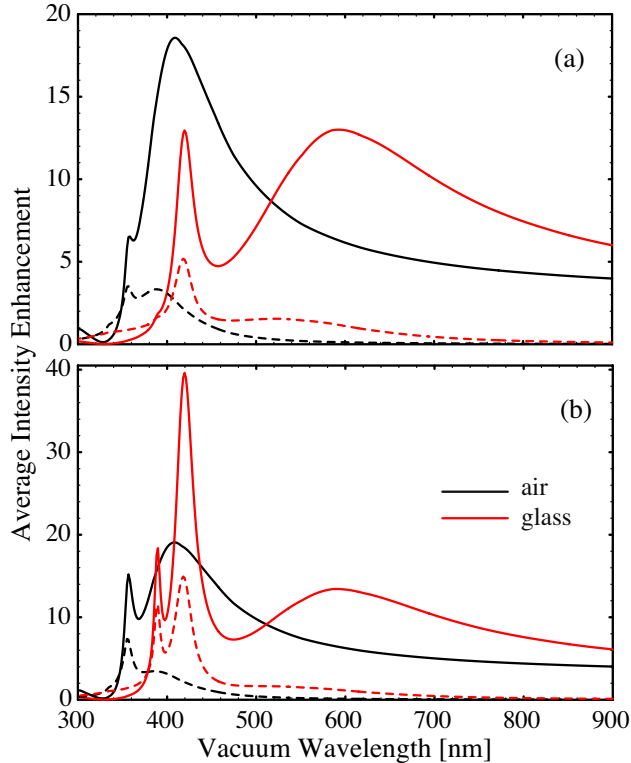 20
(a)
15
10
5
0
Average Intensity Enhancement
40
(b)
30
air
20
glass
10
0
300 400 500 600 700 800 900
Vacuum Wavelength [nm]